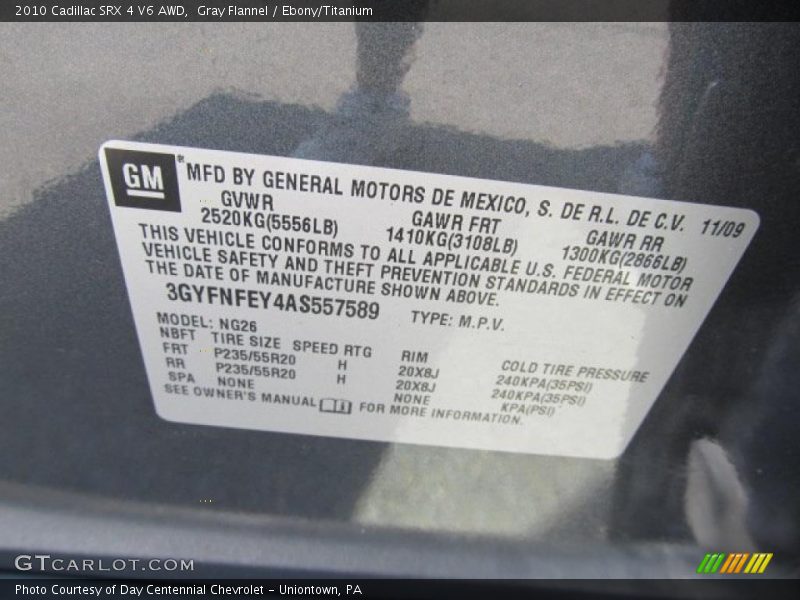 2010 Cadillac SRX 4 V6 AWD,  Gray Flannel / Ebony/Titanium
GM
*MFD BY GENERAL MOTORS DE MEXICO, S. DE R.L. DE C.V. 11/09
GVWR GAWR FRT GAWR RR
2520KG(5556LB) 1410KG(3108LB) 1300KG(2866LB)
THIS VEHICLE CONFORMS TO ALL APPLICABLE U.S. FEDERAL MOTOR
VEHICLE SAFETY AND THEFT PREVENTION STANDARDS IN EFFECT ON
THE DATE OF MANUFACTURE SHOWN ABOVE.
3GYFNFEY4AS557589 TYPE: M.P.V.
MODEL: NG26
NBFT TIRE SIZE SPEED RTG RIM COLD TIRE PRESSURE
FRT P235/55R20 H 20X8J 240KPA(35PSI)
RR P235/55R20 H 20X8J 240KPA(35PSI)
SPA NONE NONE KPA(PSI)
SEE OWNER'S MANUAL FOR MORE INFORMATION.
GTCARLOT.COM
Photo Courtesy of Day Centennial Chevrolet - Uniontown, PA